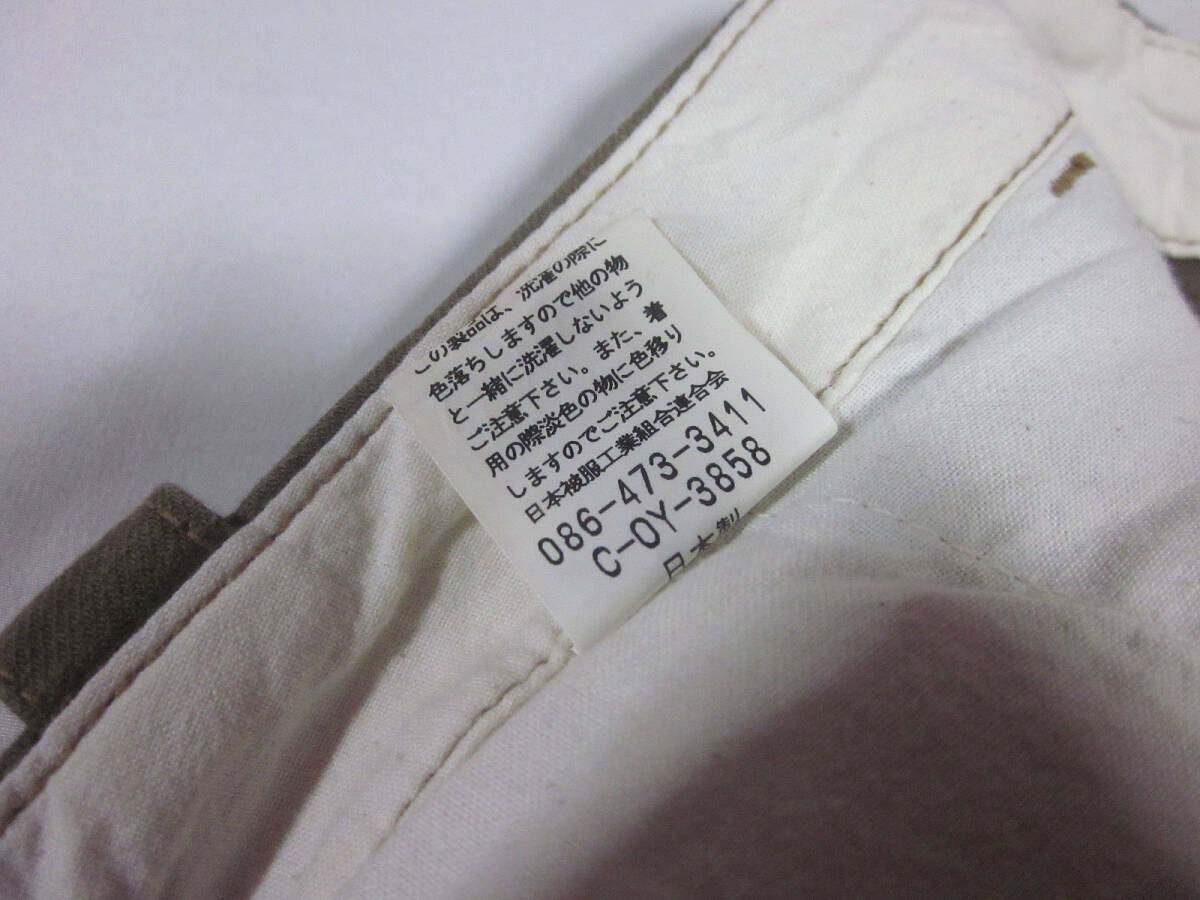 この製品は、洗濯の際に
色落ちしますので他の物
と一緒に洗濯しないよう
ご注意下さい。また、着
用の際淡色の物に色移り
しますのでご注意下さい。
日本被服工業組合連合会
086-473-3411
C-OY-3858
日本製